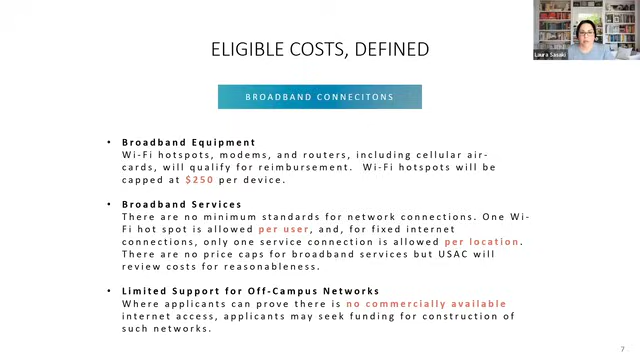 ELIGIBLE COSTS, DEFINED
BROADBAND CONNECITONS
• Broadband Equipment
Wi-Fi hotspots, modems, and routers, including cellular air-
cards, will qualify for reimbursement. Wi-Fi hotspots will be
capped at $250 per device.
• Broadband Services
There are no minimum standards for network connections. One Wi-
Fi hot spot is allowed per user, and, for fixed internet
connections, only one service connection is allowed per location.
There are no price caps for broadband services but USAC will
review costs for reasonableness.
• Limited Support for Off-Campus Networks
Where applicants can prove there is no commercially available
internet access, applicants may seek funding for construction of
such networks.
7
Laura Sasaki